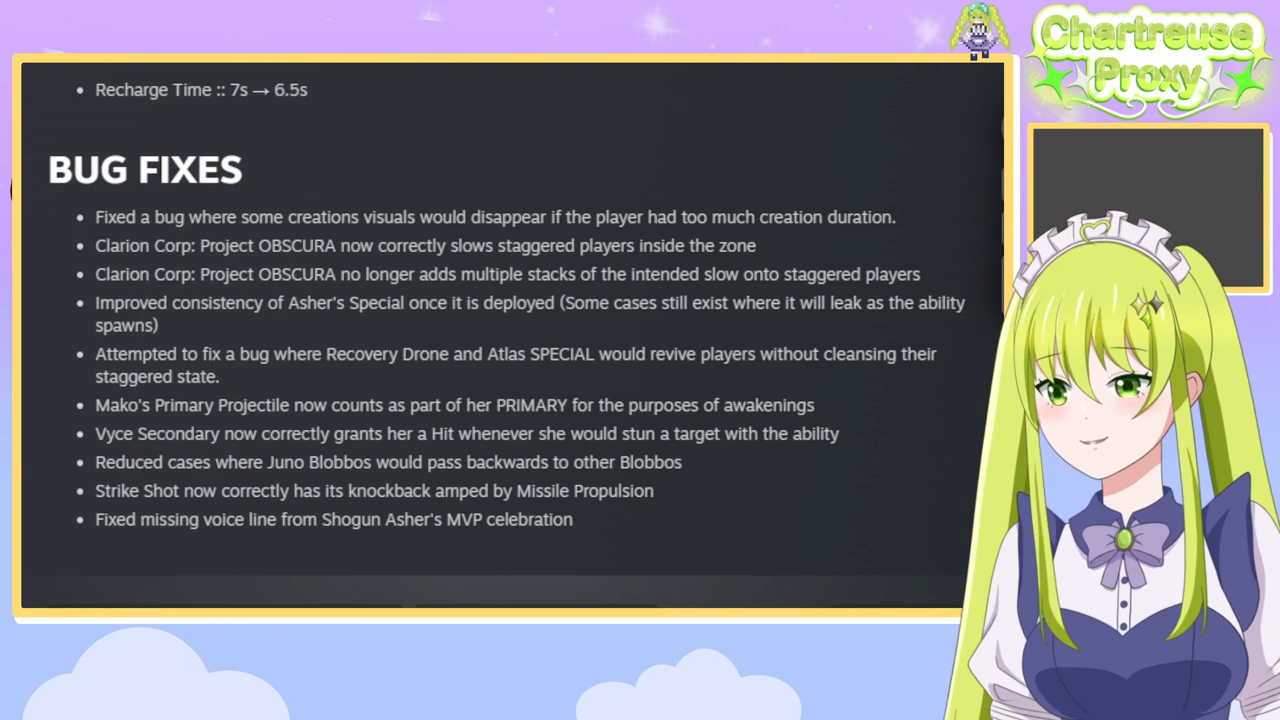 Chartreuse
Proxy
• Recharge Time :: 7s → 6.5s
BUG FIXES
• Fixed a bug where some creations visuals would disappear if the player had too much creation duration.
• Clarion Corp: Project OBSCURA now correctly slows staggered players inside the zone
• Clarion Corp: Project OBSCURA no longer adds multiple stacks of the intended slow onto staggered players
• Improved consistency of Asher's Special once it is deployed (Some cases still exist where it will leak as the ability
spawns)
• Attempted to fix a bug where Recovery Drone and Atlas SPECIAL would revive players without cleansing their
staggered state.
• Mako's Primary Projectile now counts as part of her PRIMARY for the purposes of awakenings
• Vyce Secondary now correctly grants her a Hit whenever she would stun a target with the ability
• Reduced cases where Juno Blobbos would pass backwards to other Blobbos
• Strike Shot now correctly has its knockback amped by Missile Propulsion
• Fixed missing voice line from Shogun Asher's MVP celebration